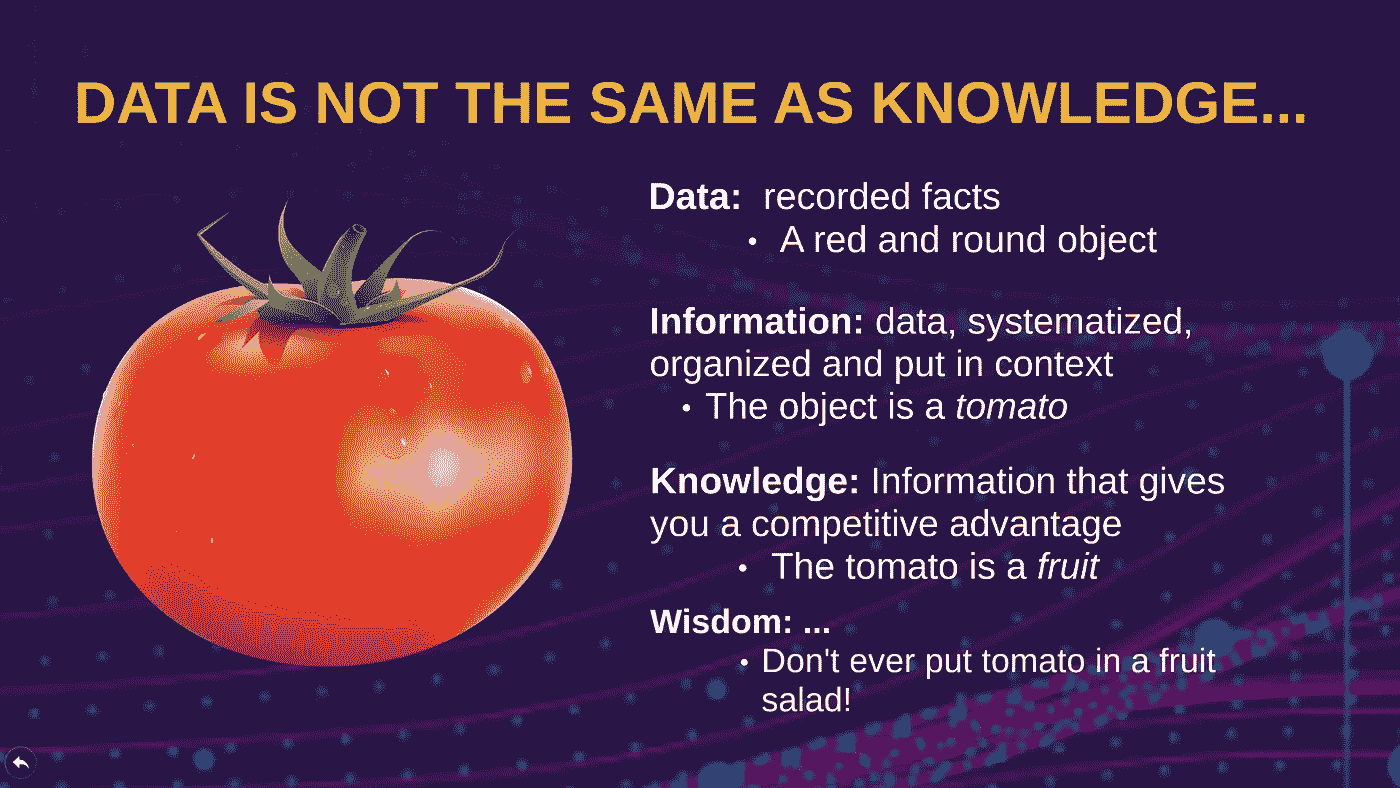 DATA IS NOT THE SAME AS KNOWLEDGE...
Data: recorded facts
• A red and round object
Information: data, systematized,
organized and put in context
• The object is a tomato
Knowledge: Information that gives
you a competitive advantage
• The tomato is a fruit
Wisdom: ...
• Don't ever put tomato in a fruit
salad!